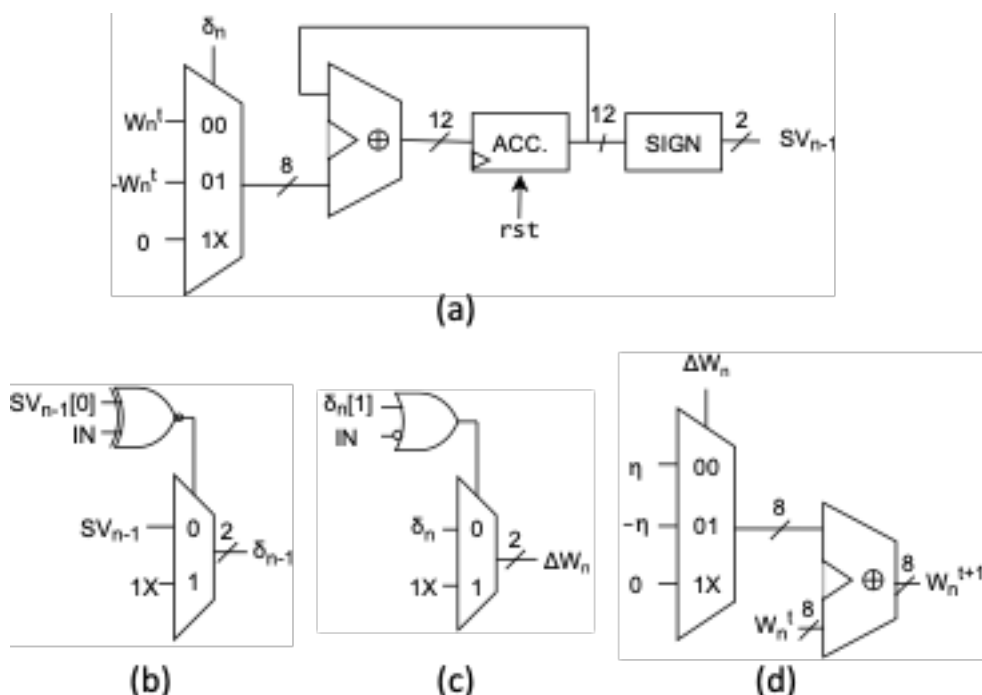 δn
Wnᵗ 00
-Wnᵗ 01
0 1X
8
⊕
12
ACC.
rst
12
SIGN
2
SVn-1
(a)
SVn-1[0]
IN
SVn-1 0
1X 1
2
δn-1
(b)
δn[1]
IN
δn 0
1X 1
2
ΔWn
(c)
ΔWn
η 00
-η 01
0 1X
8
⊕
8
Wnᵗ
8
Wnᵗ⁺¹
(d)